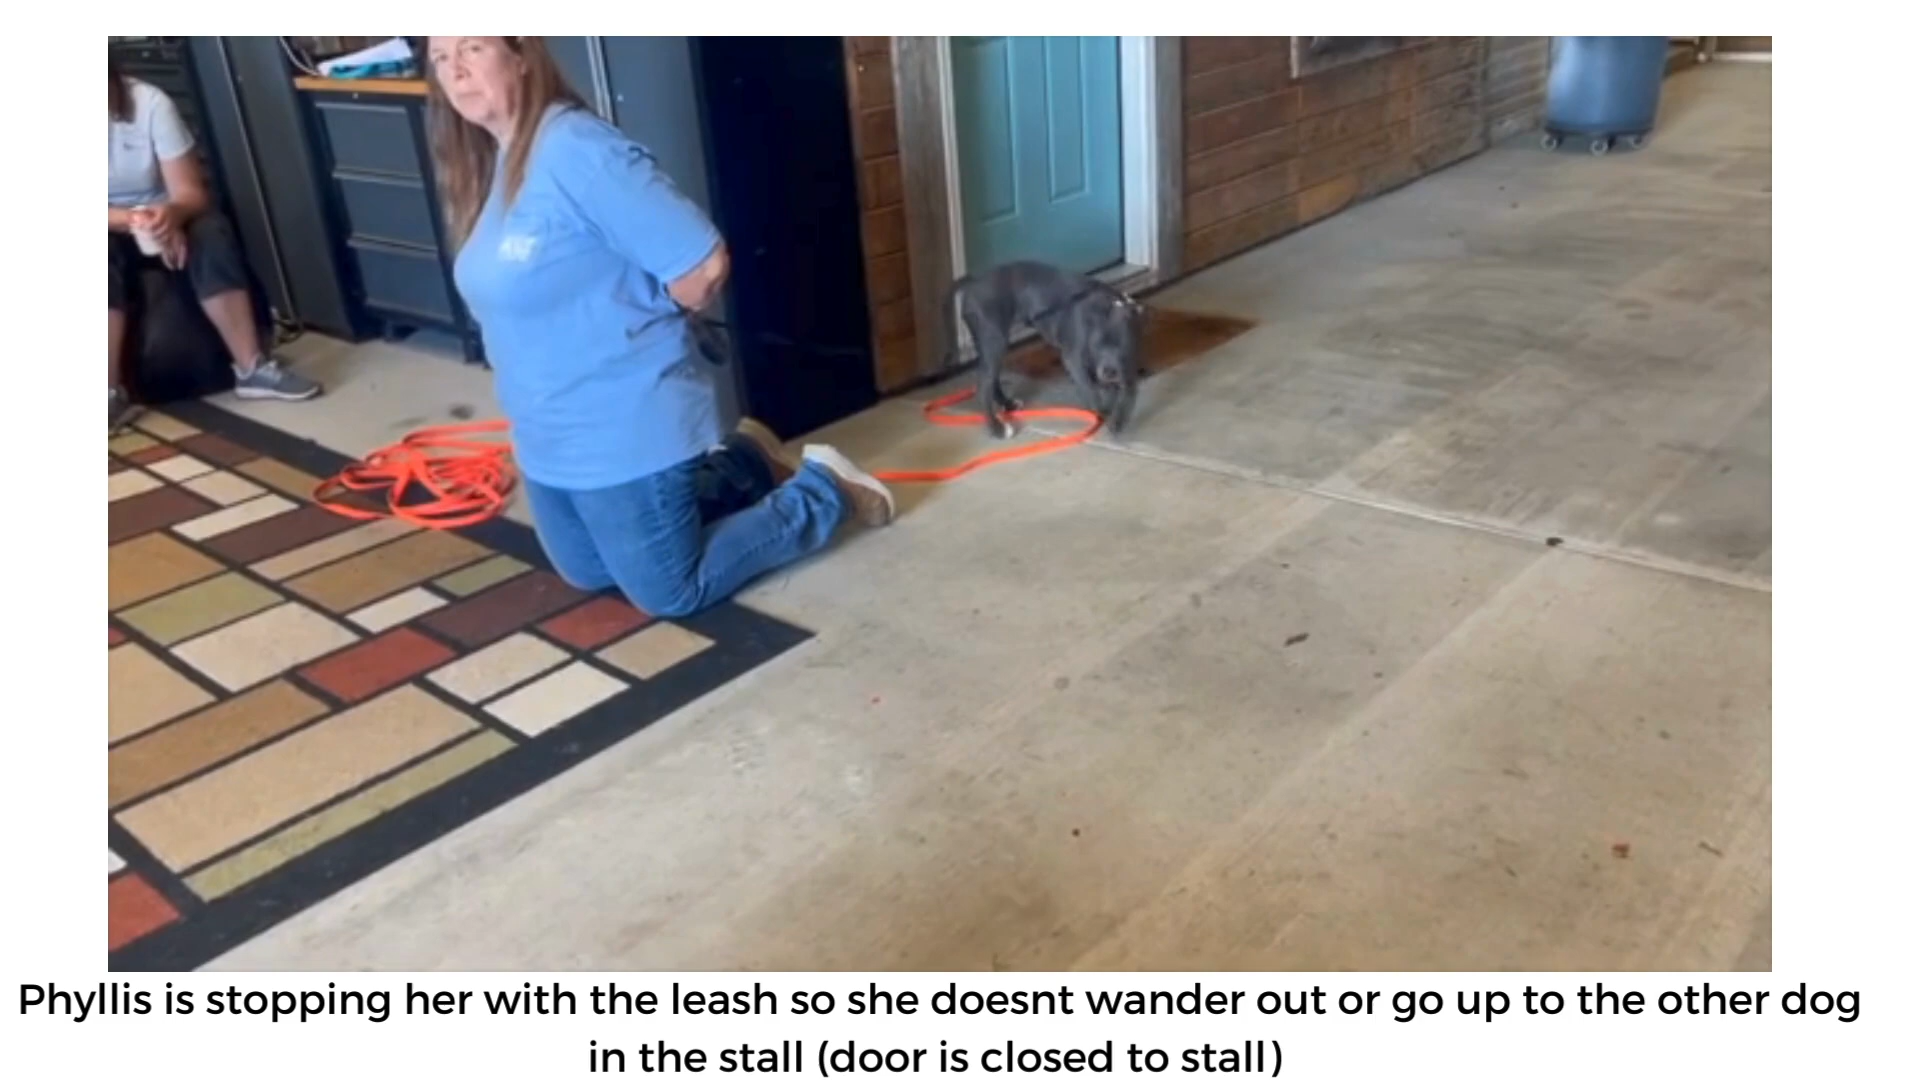 Phyllis is stopping her with the leash so she doesnt wander out or go up to the other dog
in the stall (door is closed to stall)